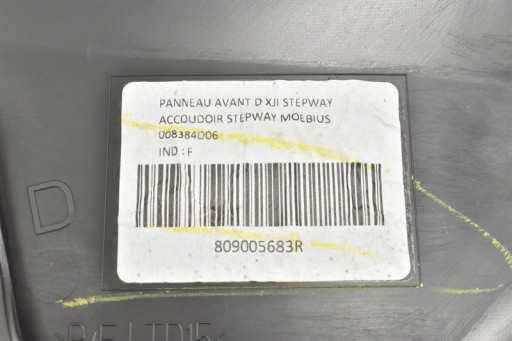 PANNEAU AVANT D XJI STEPWAY
ACCOUDOIR STEPWAY MOEBIUS
008384D06
IND : F
809005683R
D